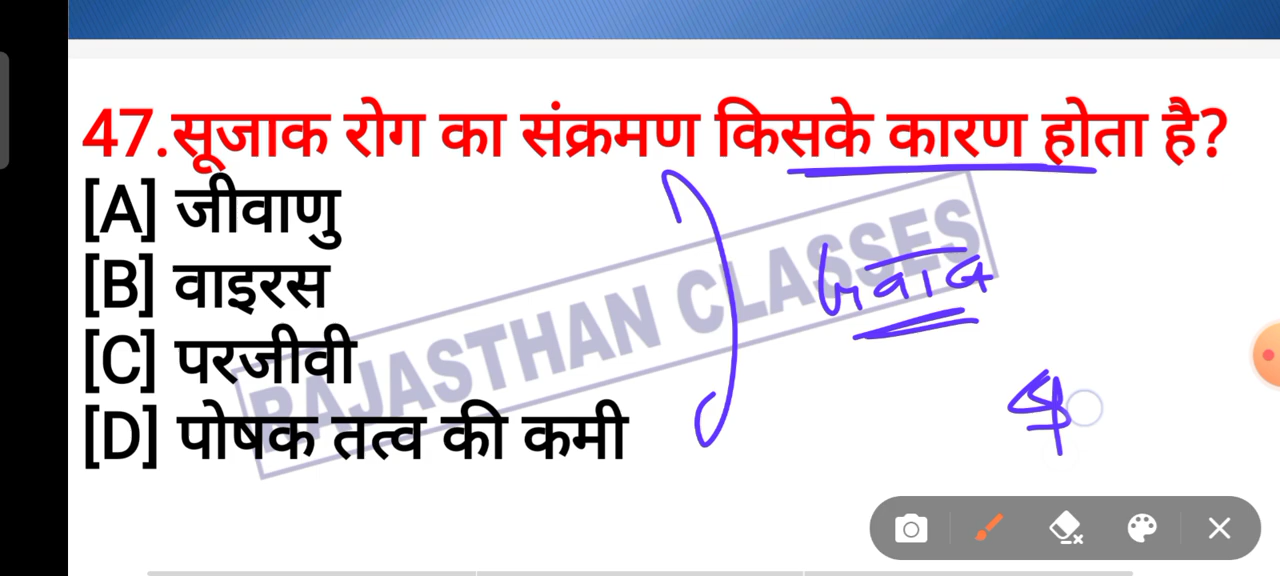 47.सूजाक रोग का संक्रमण किसके कारण होता है?
[A] जीवाणु
[B] वाइरस
[C] परजीवी
[D] पोषक तत्व की कमी
RAJASTHAN CLASSES